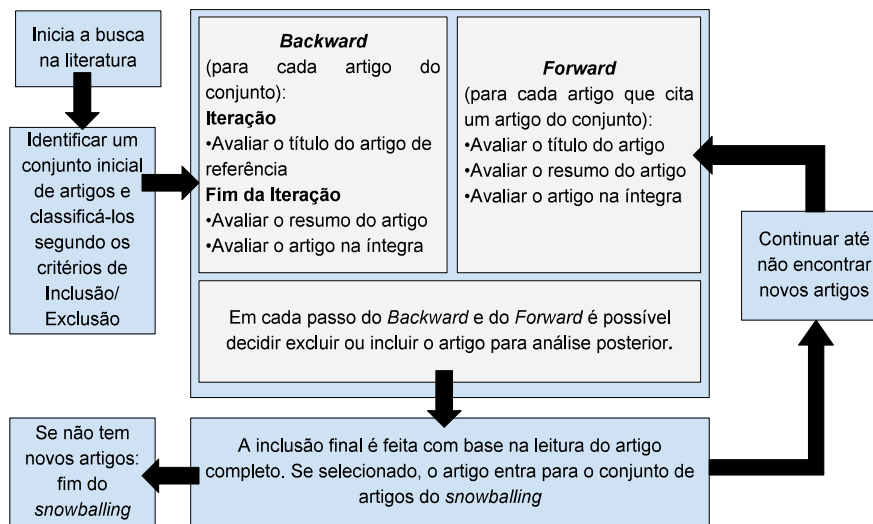 Inicia a busca
na literatura
Identificar um
conjunto inicial
de artigos e
classificá-los
segundo os
critérios de
Inclusão/
Exclusão
Backward
(para cada artigo do
conjunto):
Iteração
•Avaliar o título do artigo de
referência
Fim da Iteração
•Avaliar o resumo do artigo
•Avaliar o artigo na íntegra
Forward
(para cada artigo que cita
um artigo do conjunto):
•Avaliar o título do artigo
•Avaliar o resumo do artigo
•Avaliar o artigo na íntegra
Em cada passo do Backward e do Forward é possível
decidir excluir ou incluir o artigo para análise posterior.
Continuar até
não encontrar
novos artigos
A inclusão final é feita com base na leitura do artigo
completo. Se selecionado, o artigo entra para o conjunto de
artigos do snowballing
Se não tem
novos artigos:
fim do
snowballing